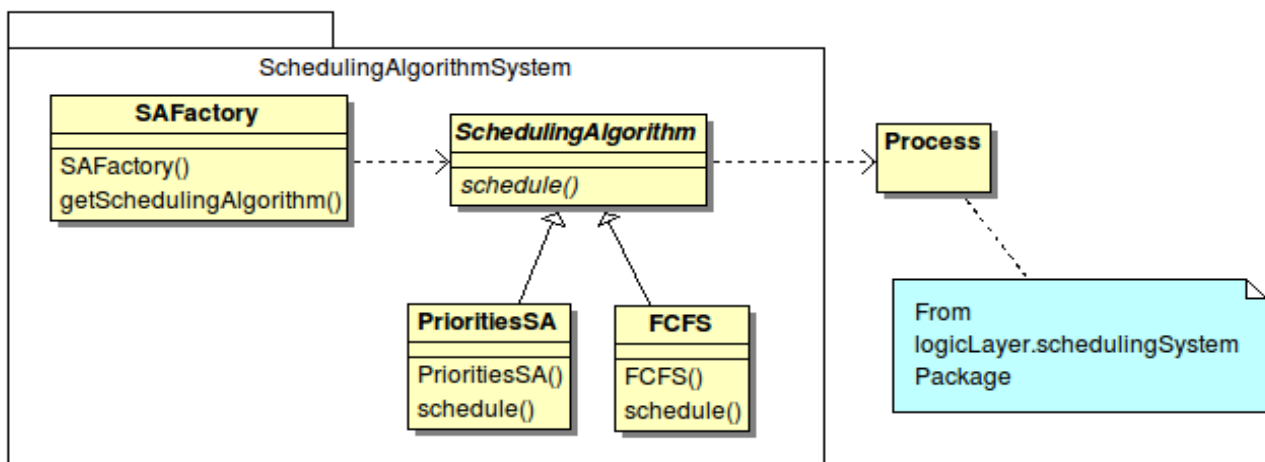 SchedulingAlgorithmSystem
SAFactory
SAFactory()
getSchedulingAlgorithm()
SchedulingAlgorithm
schedule()
Process
PrioritiesSA
PrioritiesSA()
schedule()
FCFS
FCFS()
schedule()
From
logicLayer.schedulingSystem
Package